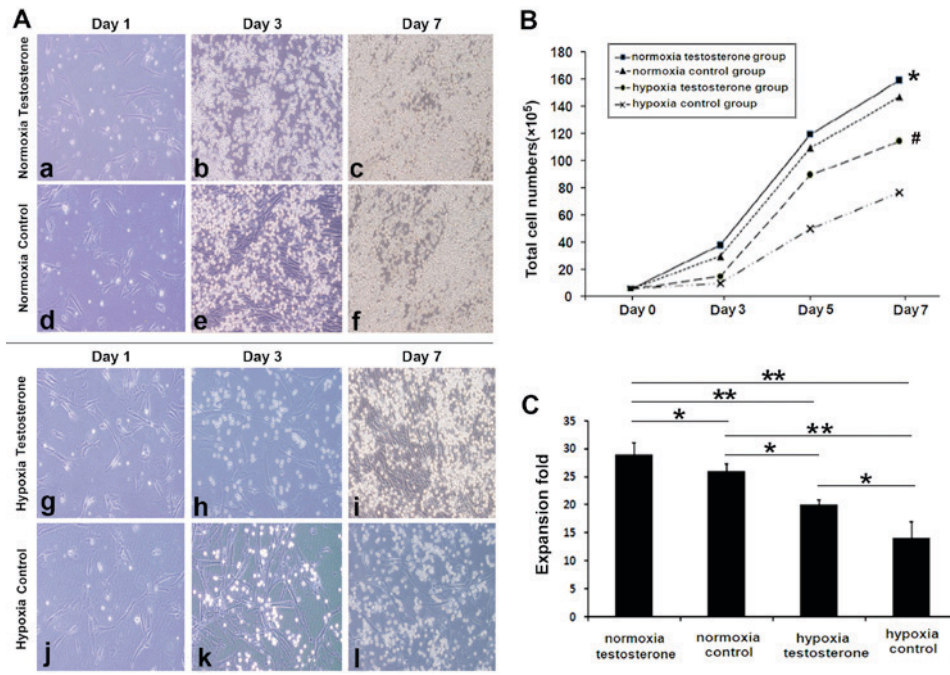 A
Day 1 Day 3 Day 7
Normoxia Testosterone
a b c
Normoxia Control
d e f
Day 1 Day 3 Day 7
Hypoxia Testosterone
g h i
Hypoxia Control
j k l
B
Total cell numbers(×10⁵)
180
160
140
120
100
80
60
40
20
0
normoxia testosterone group
normoxia control group
hypoxia testosterone group
hypoxia control group
*
#
Day 0 Day 3 Day 5 Day 7
C
Expansion fold
35
30
25
20
15
10
5
0
**
**
* **
*
*
normoxia testosterone
normoxia control
hypoxia testosterone
hypoxia control